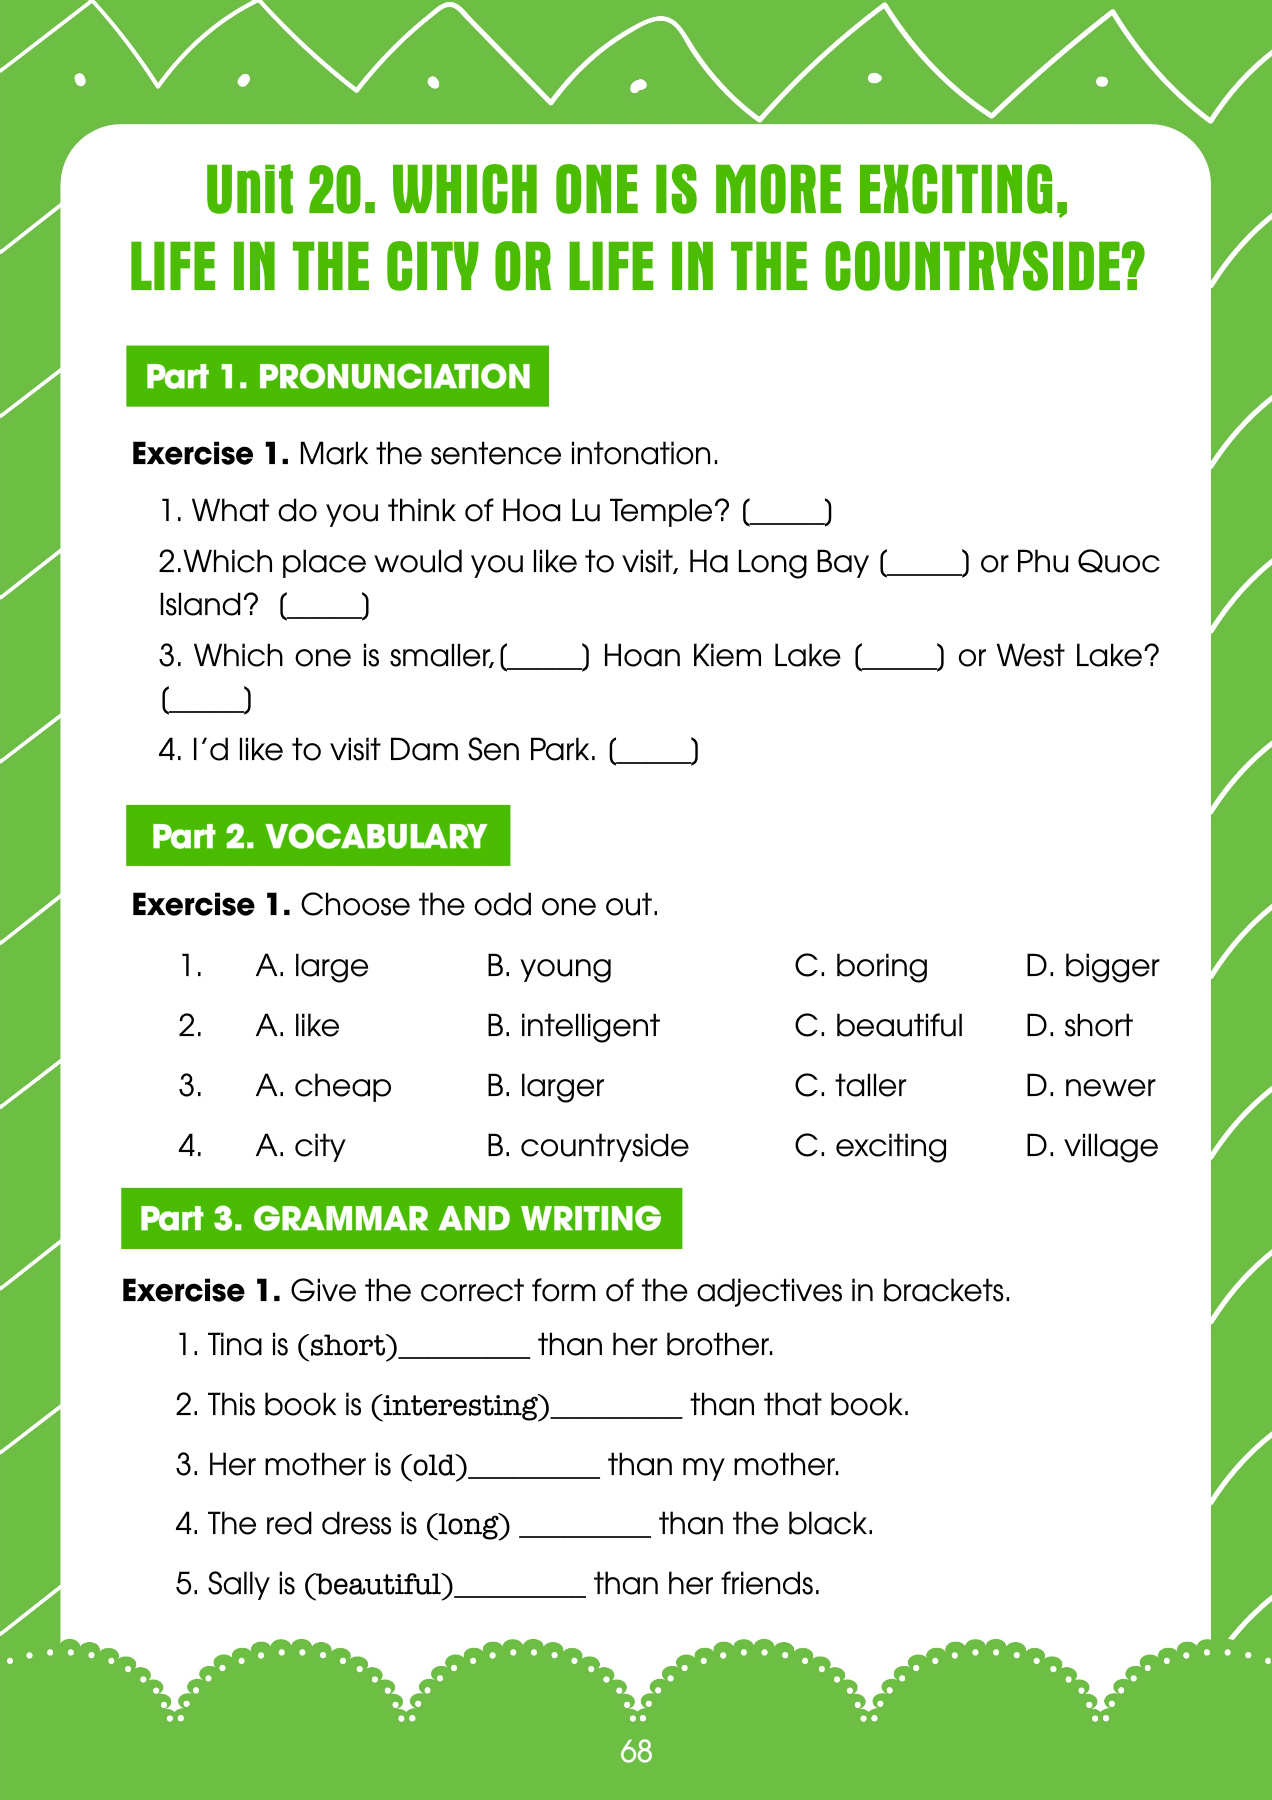 Unit 20. WHICH ONE IS MORE EXCITING,
LIFE IN THE CITY OR LIFE IN THE COUNTRYSIDE?
Part 1. PRONUNCIATION
Exercise 1. Mark the sentence intonation.
1. What do you think of Hoa Lu Temple? (_____)
2.Which place would you like to visit, Ha Long Bay (_____) or Phu Quoc
Island? (_____)
3. Which one is smaller,(_____) Hoan Kiem Lake (_____) or West Lake?
(_____)
4. I’d like to visit Dam Sen Park. (_____)
Part 2. VOCABULARY
Exercise 1. Choose the odd one out.
1. A. large B. young C. boring D. bigger
2. A. like B. intelligent C. beautiful D. short
3. A. cheap B. larger C. taller D. newer
4. A. city B. countryside C. exciting D. village
Part 3. GRAMMAR AND WRITING
Exercise 1. Give the correct form of the adjectives in brackets.
1. Tina is (short)_________ than her brother.
2. This book is (interesting)_________ than that book.
3. Her mother is (old)_________ than my mother.
4. The red dress is (long) _________ than the black.
5. Sally is (beautiful)_________ than her friends.
68